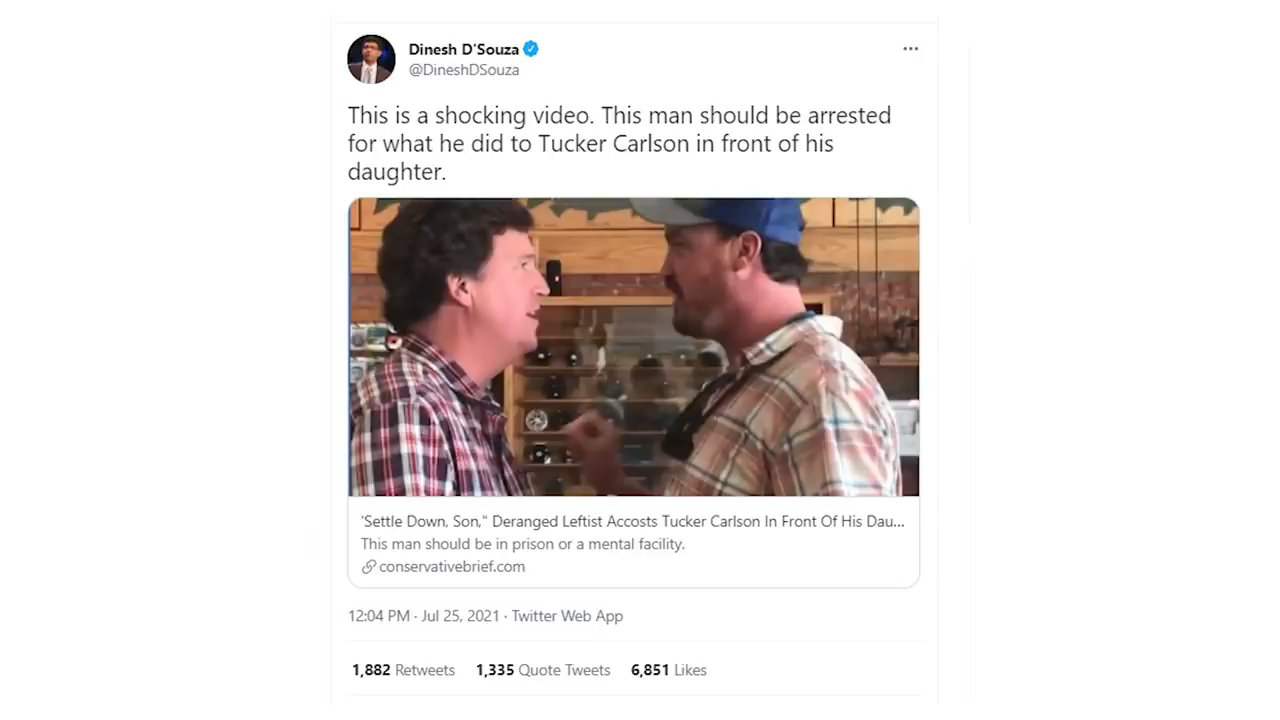 Dinesh D'Souza
@DineshDSouza
This is a shocking video. This man should be arrested
for what he did to Tucker Carlson in front of his
daughter.
'Settle Down, Son," Deranged Leftist Accosts Tucker Carlson In Front Of His Dau...
This man should be in prison or a mental facility.
conservativebrief.com
12:04 PM · Jul 25, 2021 · Twitter Web App
1,882 Retweets 1,335 Quote Tweets 6,851 Likes